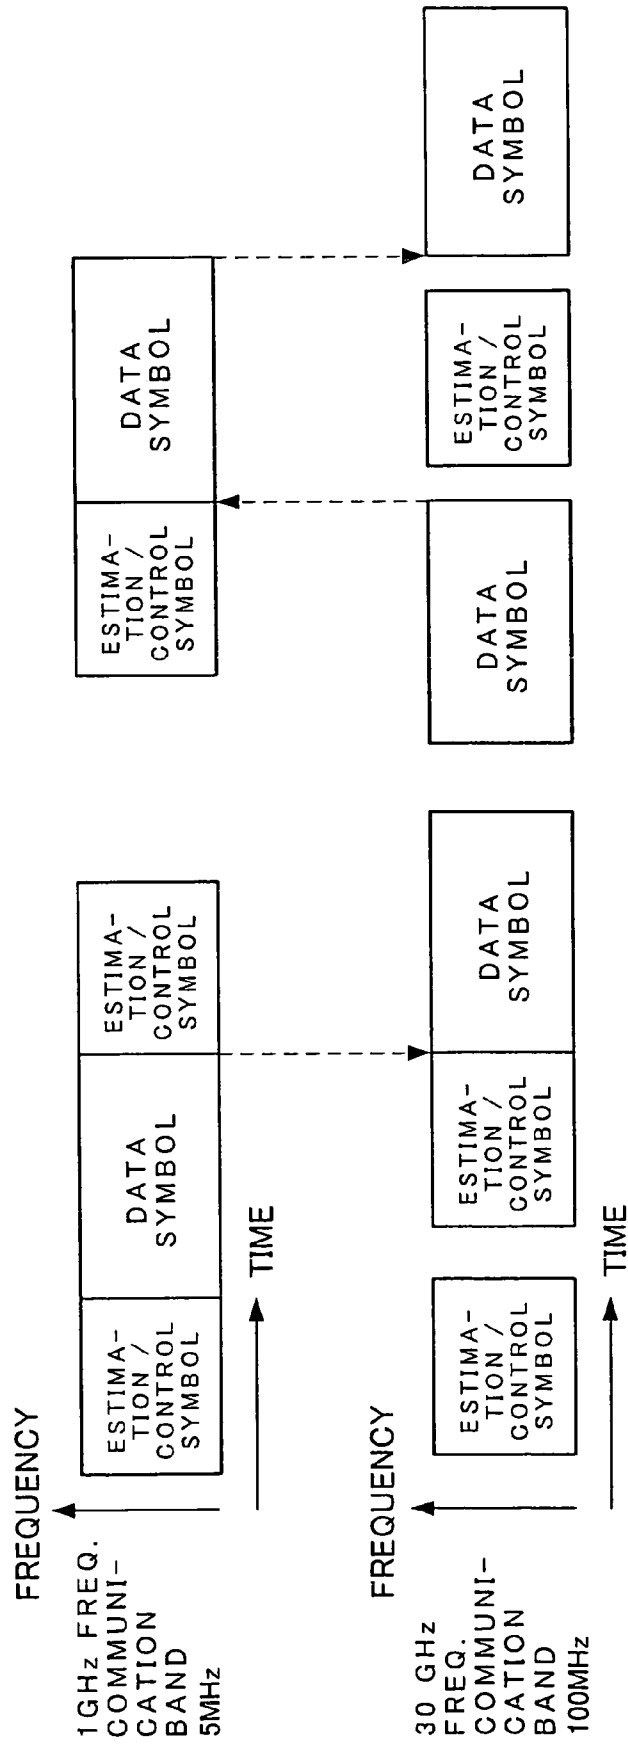 FREQUENCY
1GHz FREQ.
COMMUNI-
CATION
BAND
5MHz
ESTIMA-
TION /
CONTROL
SYMBOL
DATA
SYMBOL
ESTIMA-
TION /
CONTROL
SYMBOL
ESTIMA-
TION /
CONTROL
SYMBOL
DATA
SYMBOL
TIME
FREQUENCY
30 GHz
FREQ.
COMMUNI-
CATION
BAND
100MHz
ESTIMA-
TION /
CONTROL
SYMBOL
ESTIMA-
TION /
CONTROL
SYMBOL
DATA
SYMBOL
DATA
SYMBOL
ESTIMA-
TION /
CONTROL
SYMBOL
DATA
SYMBOL
TIME